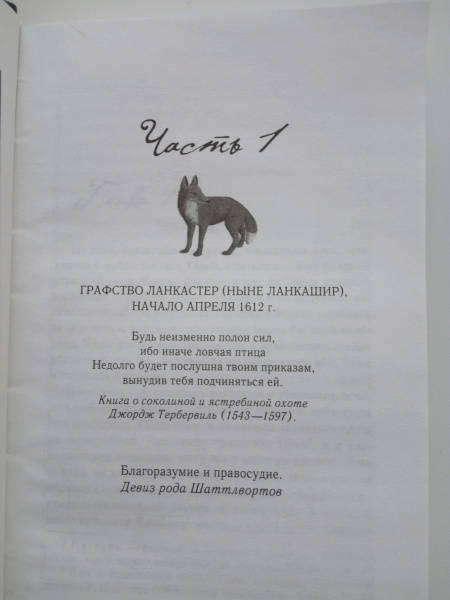 Часть 1
ГРАФСТВО ЛАНКАСТЕР (НЫНЕ ЛАНКАШИР),
НАЧАЛО АПРЕЛЯ 1612 г.
Будь неизменно полон сил,
ибо иначе ловчая птица
Недолго будет послушна твоим приказам,
вынудив тебя подчиняться ей.
Книга о соколиной и ястребиной охоте
Джордж Тербервиль (1543—1597).
Благоразумие и правосудие.
Девиз рода Шаттлвортов